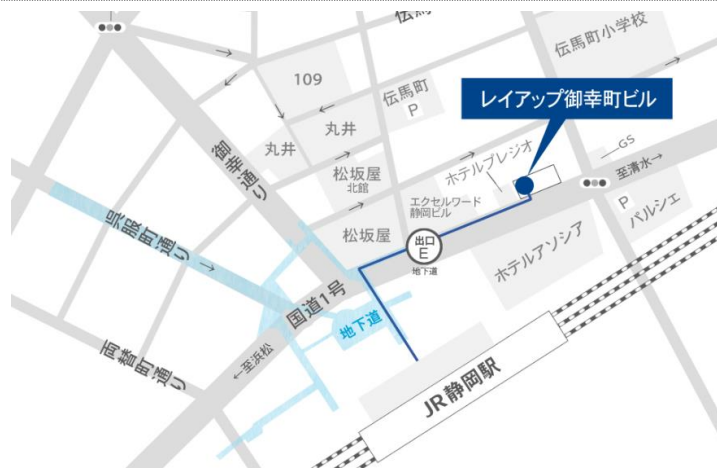 伝馬町小学校
109
伝馬町
P
レイアップ御幸町ビル
丸井
丸井
御幸通り
松坂屋
北館
ホテルプレジオ
GS
至清水→
エクセルワード
静岡ビル
P
パルシェ
呉服町通り
松坂屋
出口
E
地下道
ホテルアソシア
国道1号
地下道
両替町通り
←至浜松
JR静岡駅